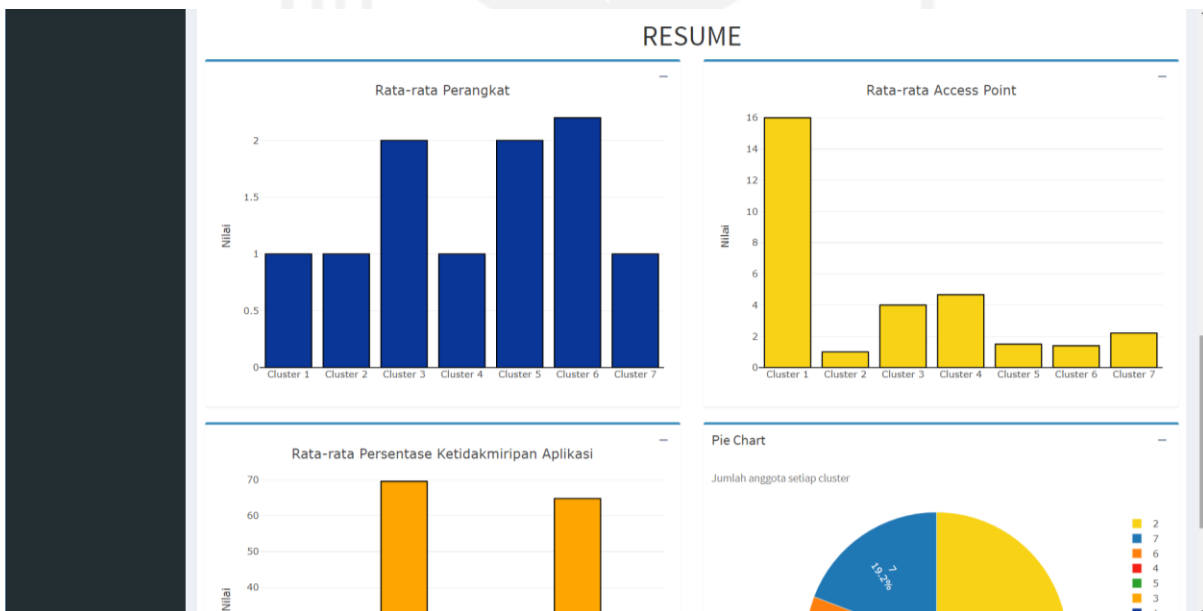 RESUME
Rata-rata Perangkat
Nilai
2
1.5
1
0.5
0
Cluster 1 Cluster 2 Cluster 3 Cluster 4 Cluster 5 Cluster 6 Cluster 7
Rata-rata Access Point
Nilai
16
14
12
10
8
6
4
2
0
Cluster 1 Cluster 2 Cluster 3 Cluster 4 Cluster 5 Cluster 6 Cluster 7
Rata-rata Persentase Ketidakmiripan Aplikasi
Nilai
70
60
50
40
Pie Chart
Jumlah anggota setiap cluster
7
19.2%
2
7
6
4
5
3